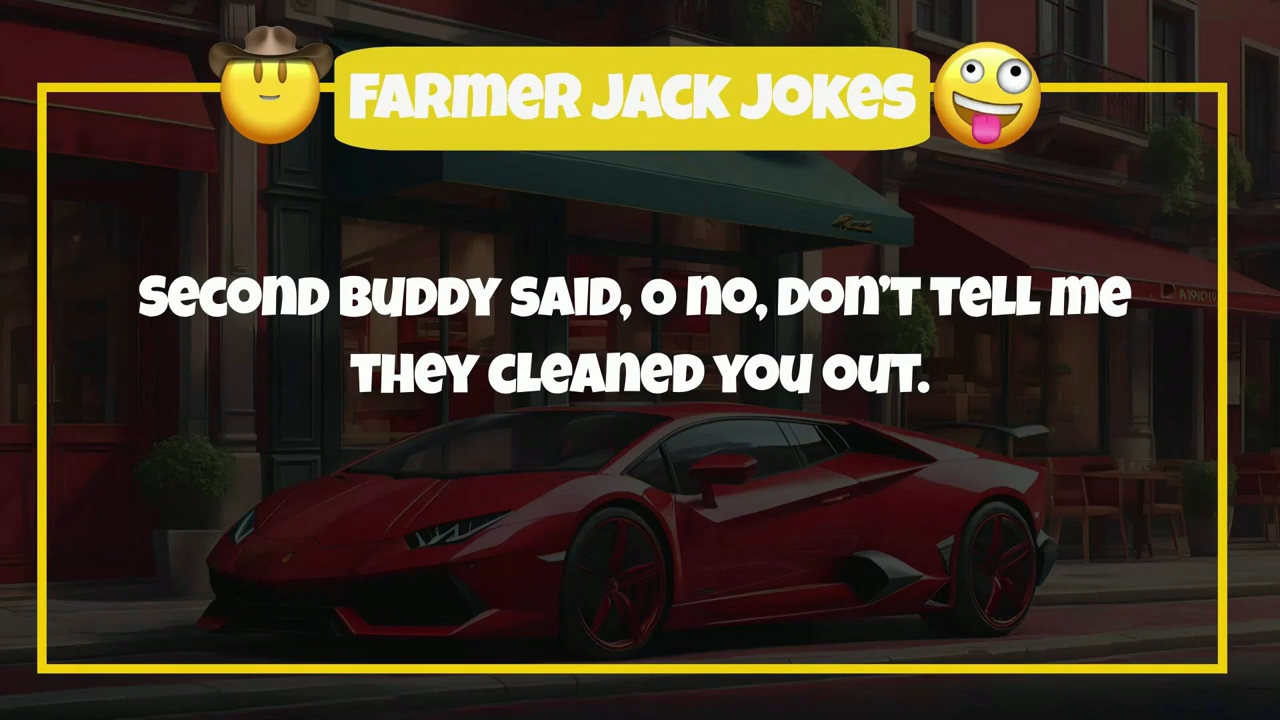 FARMER JACK JOKES
SECOND BUDDY SAID, O NO, DON'T TELL ME
THEY CLEANED YOU OUT.